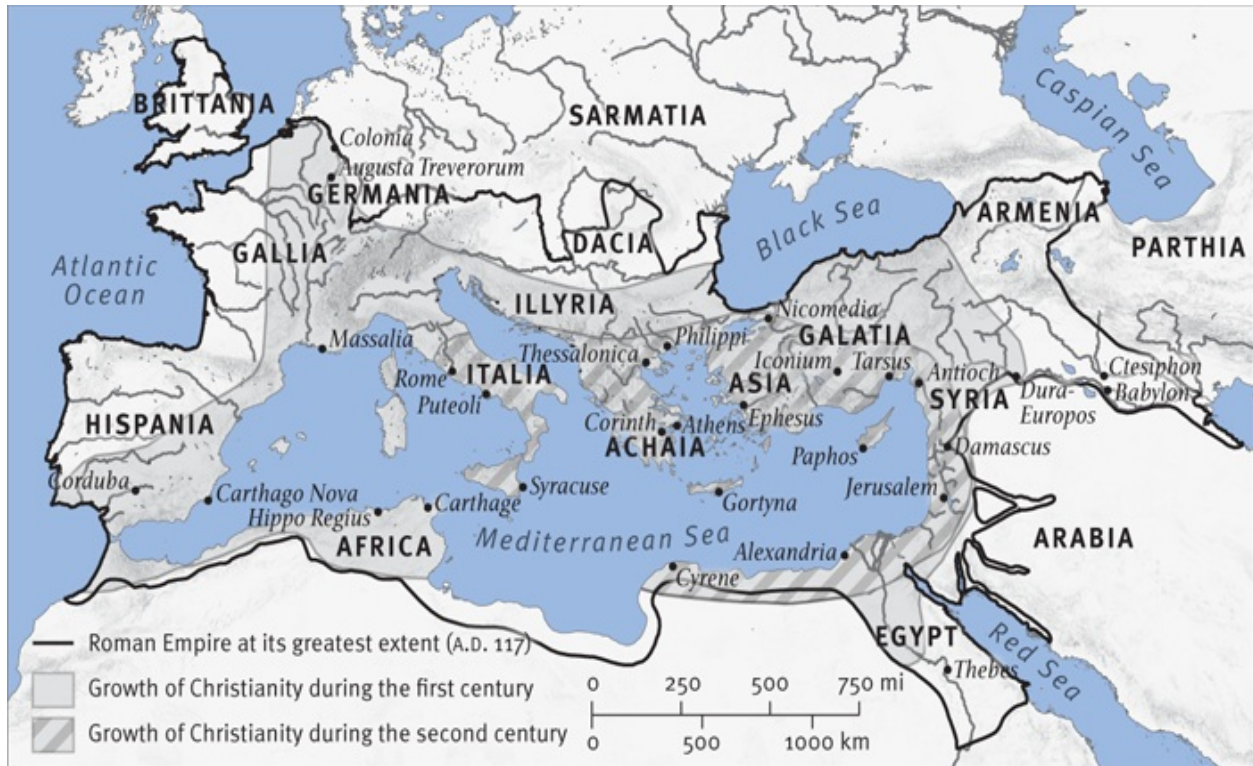 Caspian Sea
BRITTANIA
SARMATIA
Colonia
Augusta Treverorum
GERMANIA
ARMENIA
Black Sea
DACIA
PARTHIA
GALLIA
Atlantic
Ocean
ILLYRIA
Nicomedia
GALATIA
Massalia
Philippi
Thessalonica
Iconium
Tarsus
Rome
ITALIA
ASIA
Antioch
Ctesiphon
Puteoli
SYRIA
Dura-
Europos
Babylon
HISPANIA
Corinth
Athens
Ephesus
ACHAIA
Damascus
Paphos
Corduba
Carthago Nova
Syracuse
Jerusalem
Hippo Regius
Carthage
Gortyna
AFRICA
Mediterranean Sea
Alexandria
ARABIA
Cyrene
EGYPT
Red Sea
Thebes
Roman Empire at its greatest extent (A.D. 117)
Growth of Christianity during the first century
Growth of Christianity during the second century
0 250 500 750 mi
0 500 1000 km